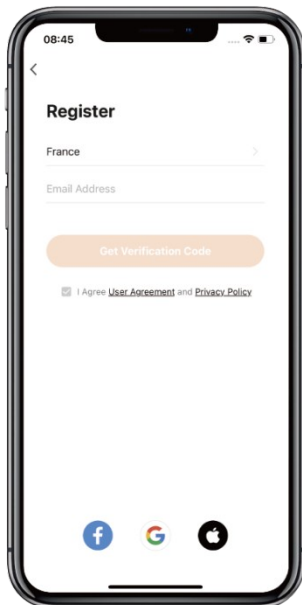 08:45
Register
France
Email Address
Get Verification Code
I Agree User Agreement and Privacy Policy